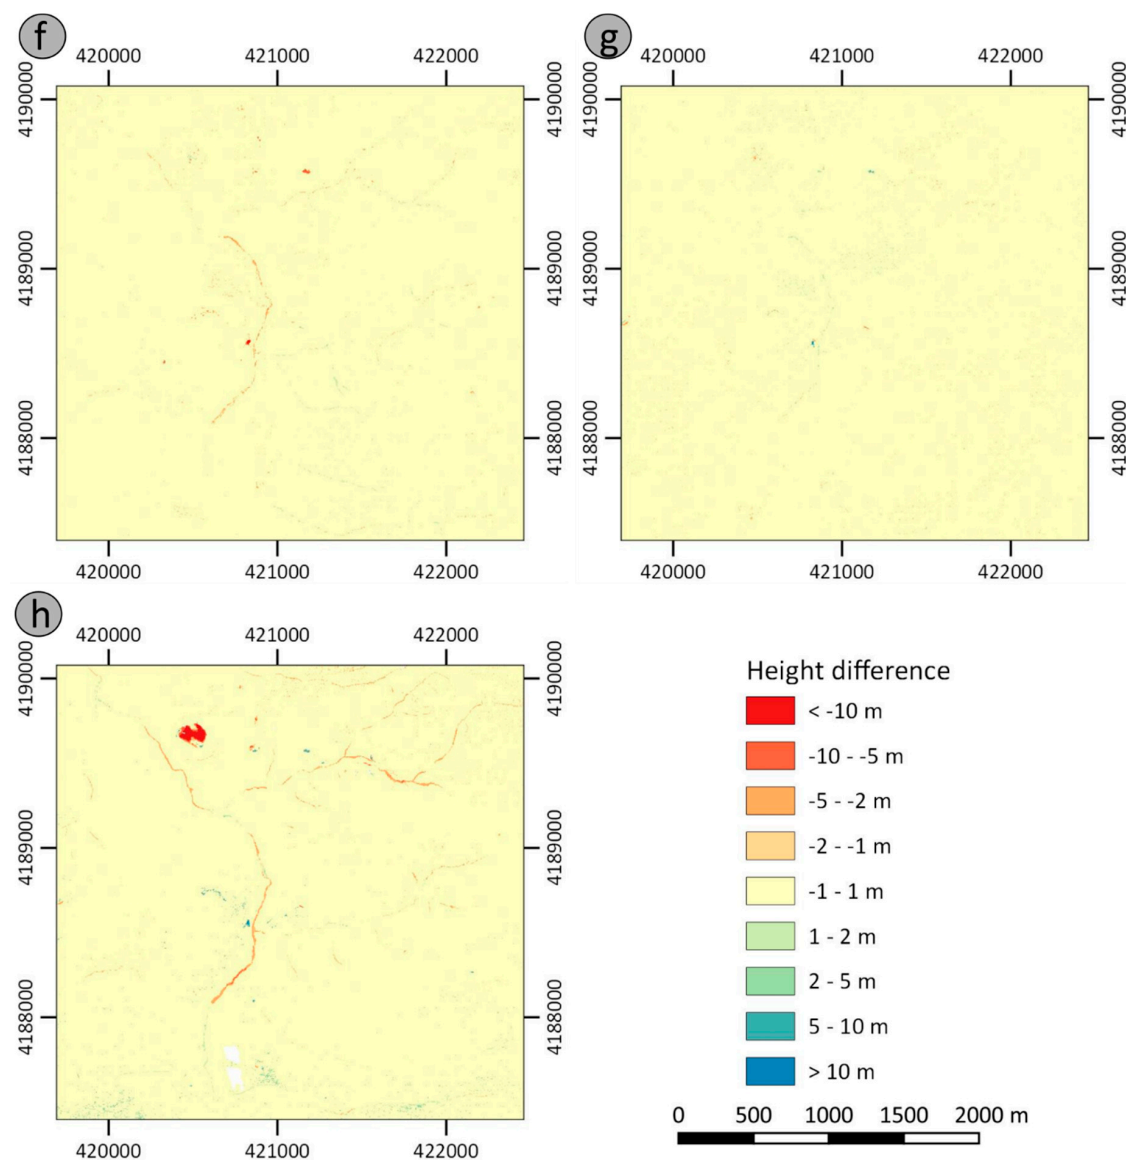 f
g
420000 421000 422000
420000 421000 422000
4190000
4190000
4190000
4190000
4189000
4189000
4189000
4189000
4188000
4188000
4188000
4188000
420000 421000 422000
420000 421000 422000
h
420000 421000 422000
4190000
4190000
4189000
4189000
4188000
4188000
420000 421000 422000
Height difference
< -10 m
-10 - -5 m
-5 - -2 m
-2 - -1 m
-1 - 1 m
1 - 2 m
2 - 5 m
5 - 10 m
> 10 m
0 500 1000 1500 2000 m